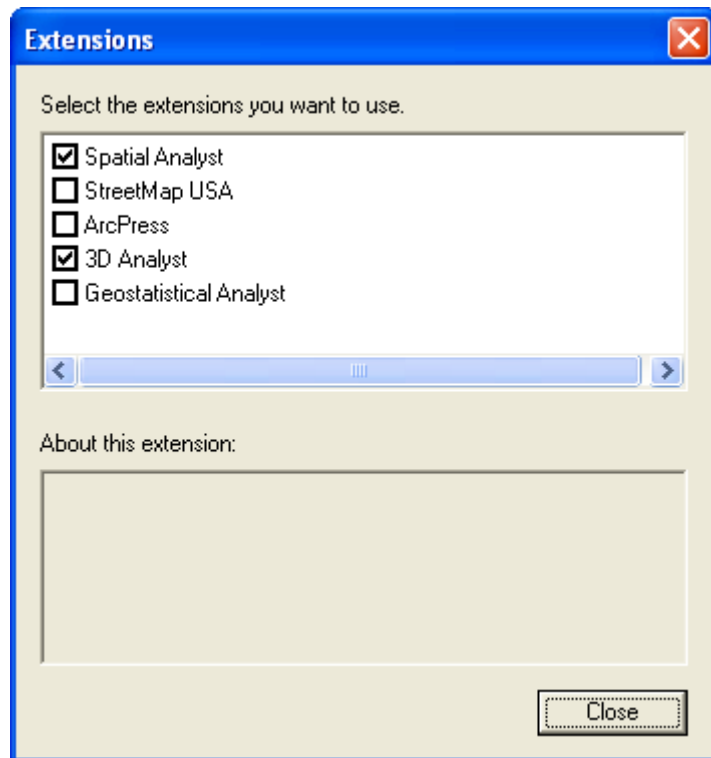 Extensions
Select the extensions you want to use.
Spatial Analyst
StreetMap USA
ArcPress
3D Analyst
Geostatistical Analyst
About this extension:
Close